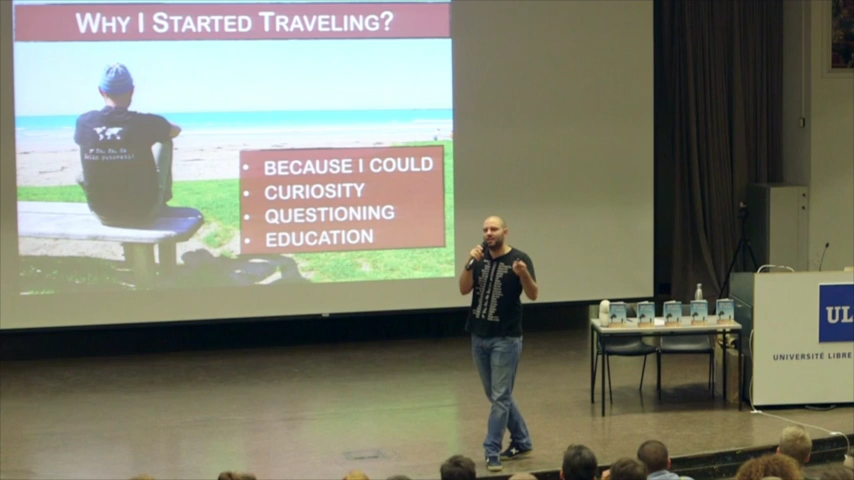 WHY I STARTED TRAVELING?
• BECAUSE I COULD
• CURIOSITY
• QUESTIONING
• EDUCATION
UL
UNIVERSITÉ LIBRE